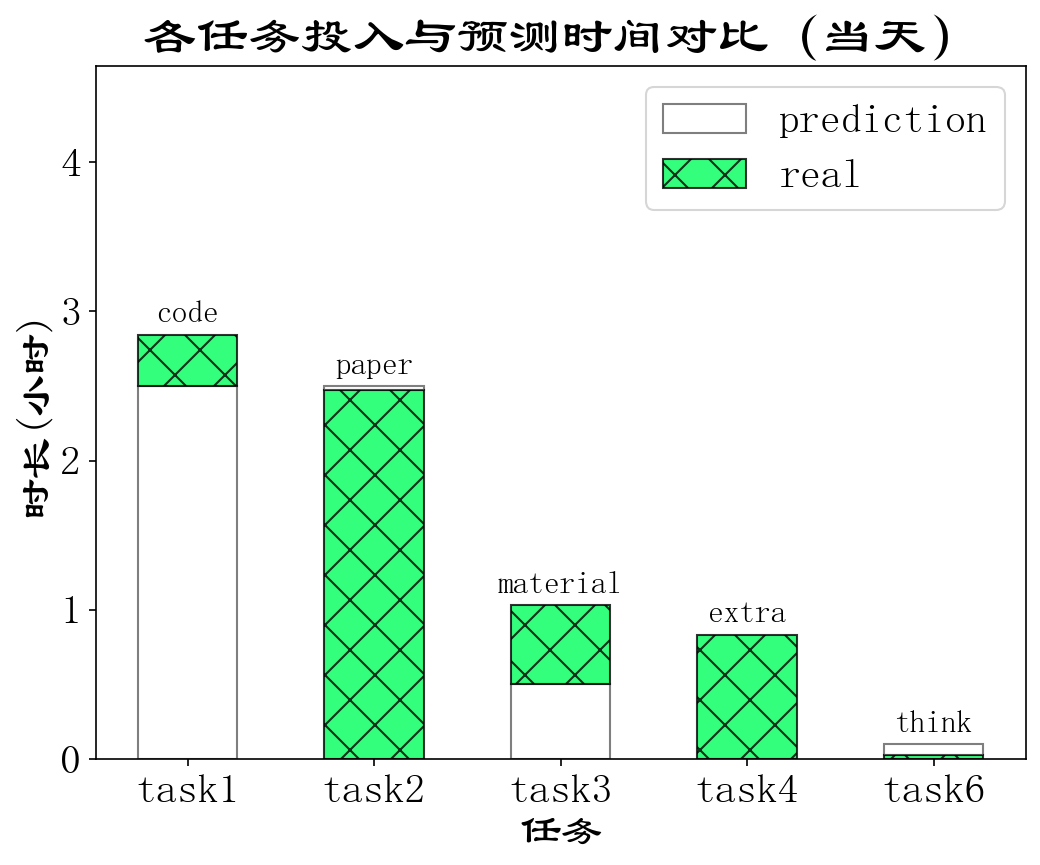 各任务投入与预测时间对比 (当天)
prediction
real
时长(小时)
4
3
2
1
0
code
paper
material
extra
think
task1 task2 task3 task4 task6
任务